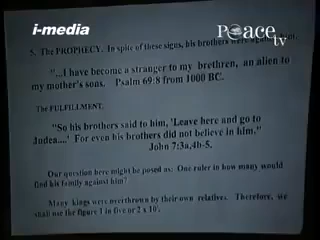 i-media
Peace
tv
5. The PROPHECY. In spite of these signs, his brothers were against him.
"...I have become a stranger to my brethren, an alien to
my mother's sons. Psalm 69:8 from 1000 BC.
The FULFILLMENT.
"So his brothers said to him, 'Leave here and go to
Judea....' For even his brothers did not believe in him."
John 7:3a,4b-5.
Our question here might be posed as: One ruler in how many would
find his family against him?
Many kings were overthrown by their own relatives. Therefore, we
shall use the figure 1 in five or 2 x 10